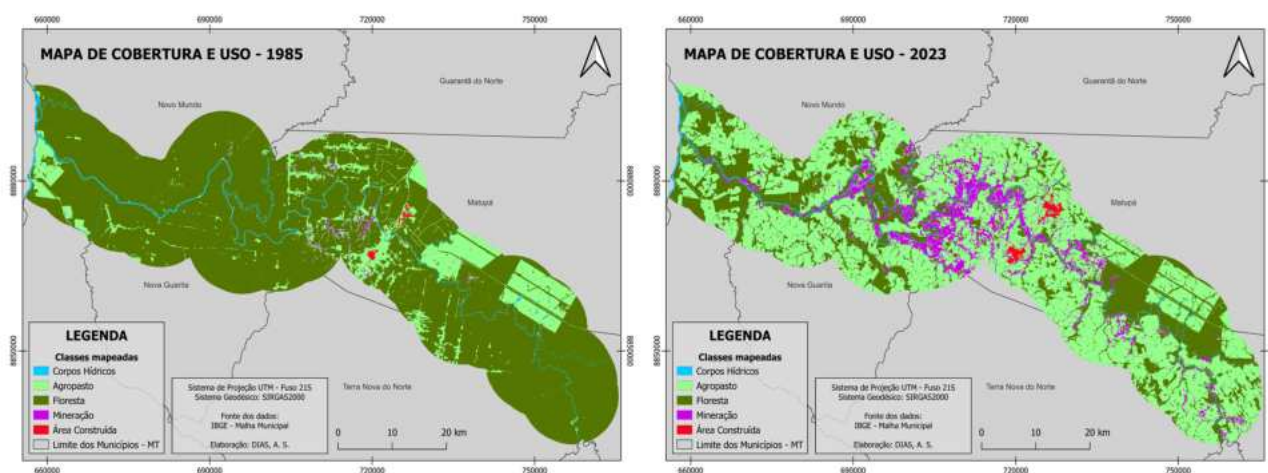 660000 690000 720000 750000
MAPA DE COBERTURA E USO - 1985
Guarantã do Norte
Novo Mundo
8880000
8880000
Matupá
Nova Guarita
LEGENDA
Classes mapeadas
Corpos Hídricos
Agropasto
Floresta
Mineração
Área Construída
Limite dos Municípios - MT
8850000
8850000
Terra Nova do Norte
Sistema de Projeção UTM - Fuso 21S
Sistema Geodésico: SIRGAS2000
Fonte dos dados:
IBGE - Malha Municipal
Elaboração: DIAS, A. S.
0 10 20 km
660000 690000 720000 750000
660000 690000 720000 750000
MAPA DE COBERTURA E USO - 2023
Guarantã do Norte
Novo Mundo
8880000
8880000
Matupá
Nova Guarita
LEGENDA
Classes mapeadas
Corpos Hídricos
Agropasto
Floresta
Mineração
Área Construída
Limite dos Municípios - MT
8850000
8850000
Terra Nova do Norte
Sistema de Projeção UTM - Fuso 21S
Sistema Geodésico: SIRGAS2000
Fonte dos dados:
IBGE - Malha Municipal
Elaboração: DIAS, A. S.
0 10 20 km
660000 690000 720000 750000